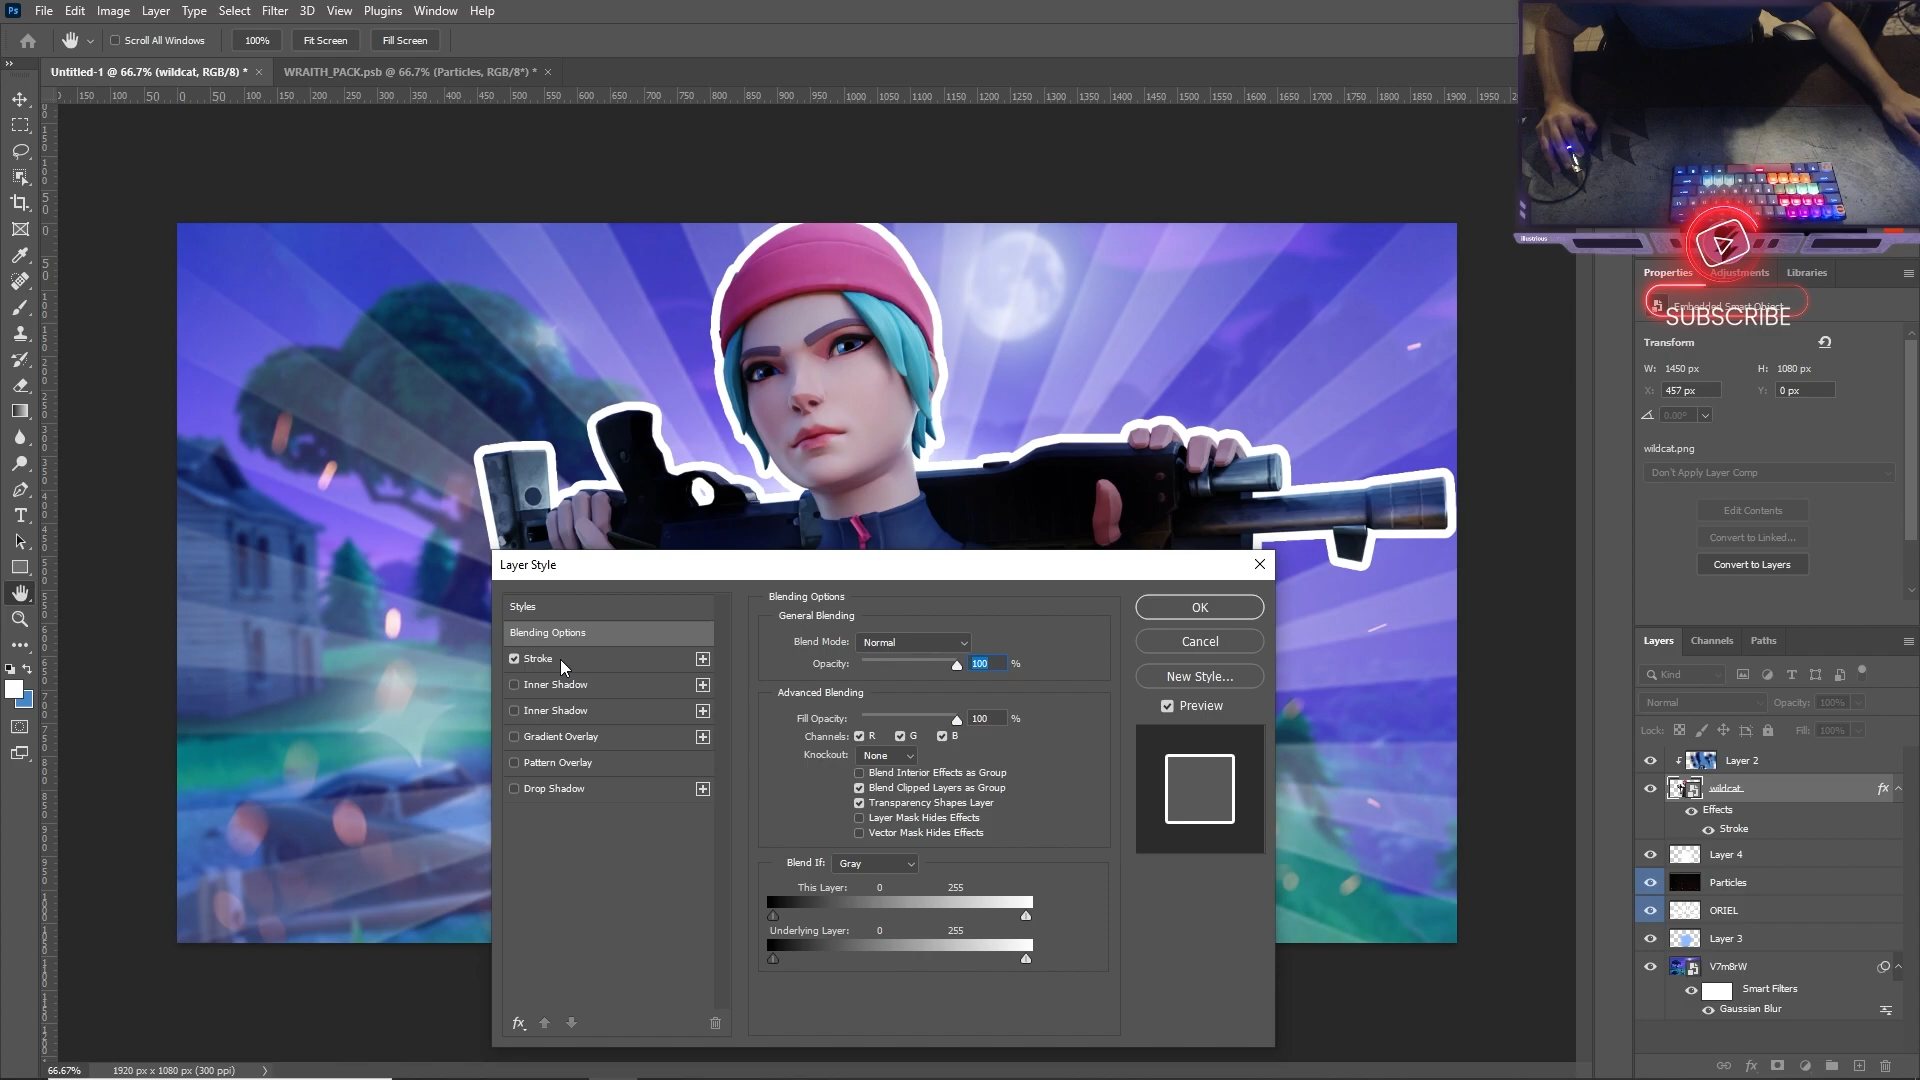 Ps File Edit Image Layer Type Select Filter 3D View Plugins Window Help
Scroll All Windows 100% Fit Screen Fill Screen
Untitled-1 @ 66.7% (wildcat, RGB/8) * × WRAITH_PACK.psb @ 66.7% (Particles, RGB/8*) * ×
150 100 50 0 50 100 150 200 250 300 350 400 450 500 550 600 650 700 750 800 850 900 950 1000 1050 1100 1150 1200 1250 1300 1350 1400 1450 1500 1550 1600 1650 1700 1750 1800 1850 1900 1950
illustrious
Properties Adjustments Libraries
Embedded Smart Object
SUBSCRIBE
Transform
W: 1450 px H: 1080 px
X: 457 px Y: 0 px
0.00°
wildcat.png
Don't Apply Layer Comp
Edit Contents
Convert to Linked...
Convert to Layers
Layer Style
Styles
Blending Options
Stroke
Inner Shadow
Inner Shadow
Gradient Overlay
Pattern Overlay
Drop Shadow
fx
Blending Options
General Blending
Blend Mode: Normal
Opacity: 100 %
Advanced Blending
Fill Opacity: 100 %
Channels: R G B
Knockout: None
Blend Interior Effects as Group
Blend Clipped Layers as Group
Transparency Shapes Layer
Layer Mask Hides Effects
Vector Mask Hides Effects
Blend If: Gray
This Layer: 0 255
Underlying Layer: 0 255
OK
Cancel
New Style...
Preview
Layers Channels Paths
Kind
Normal Opacity: 100%
Lock: Fill: 100%
Layer 2
wildcat fx
Effects
Stroke
Layer 4
Particles
ORIEL
Layer 3
V7m8rW
Smart Filters
Gaussian Blur
fx
66.67% 1920 px x 1080 px (300 ppi)